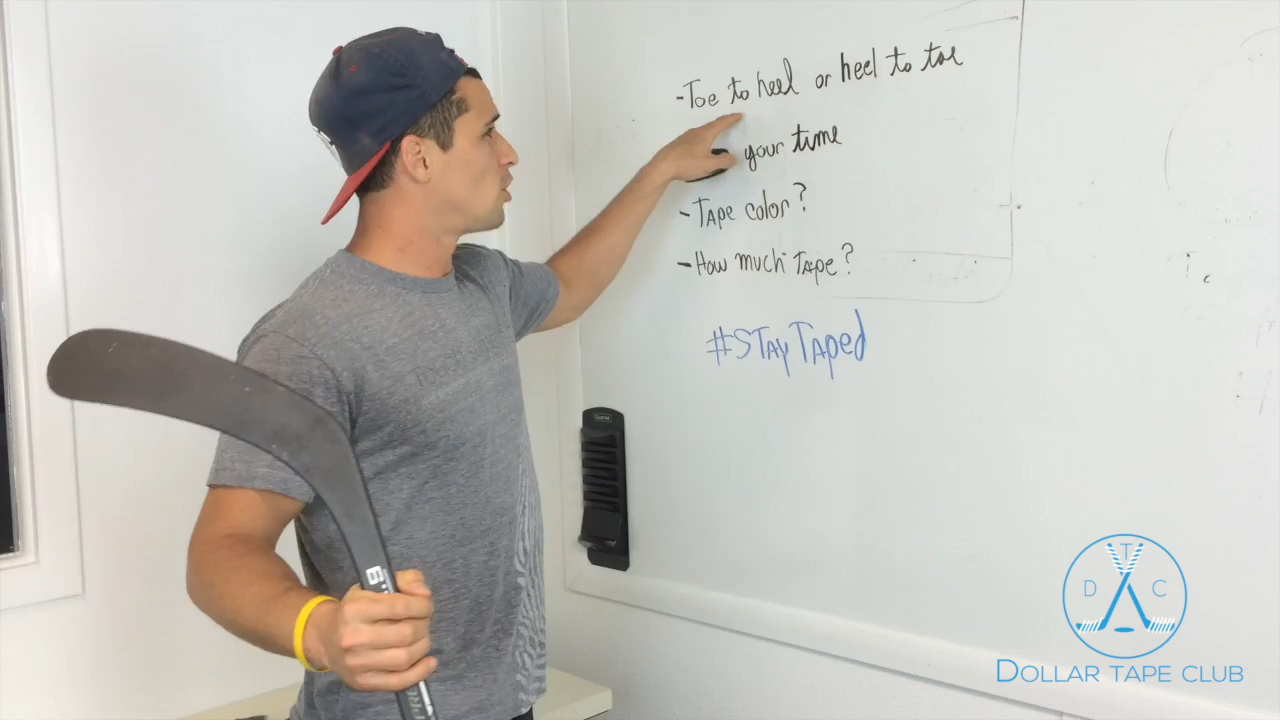 -Toe to heel or heel to toe
your time
-Tape color?
-How much tape?
#StayTaped
D T C
DOLLAR TAPE CLUB